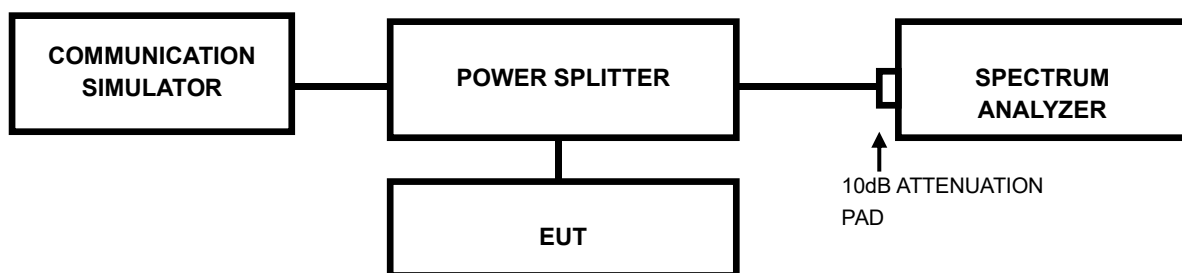 COMMUNICATION
SIMULATOR
POWER SPLITTER
SPECTRUM
ANALYZER
10dB ATTENUATION
PAD
EUT